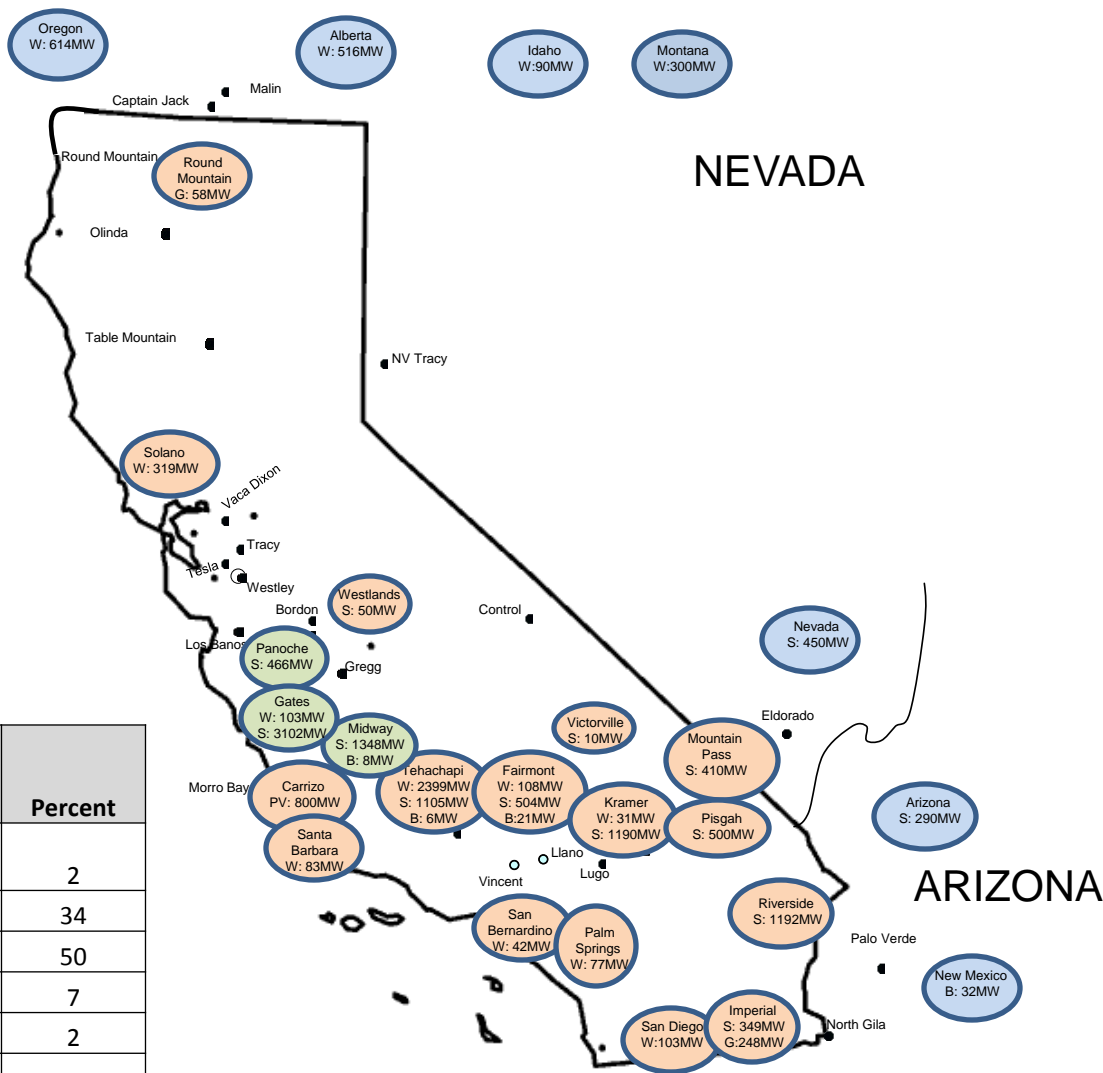 Oregon
W: 614MW
Alberta
W: 516MW
Idaho
W:90MW
Montana
W:300MW
Malin
Captain Jack
Round Mountain
Round
Mountain
G: 58MW
NEVADA
Olinda
Table Mountain
NV Tracy
Solano
W: 319MW
Vaca Dixon
Tracy
Tesla
Westley
Westlands
S: 50MW
Bordon
Control
Los Banos
Panoche
S: 466MW
Gregg
Nevada
S: 450MW
Gates
W: 103MW
S: 3102MW
Midway
S: 1348MW
B: 8MW
Victorville
S: 10MW
Mountain
Pass
S: 410MW
Eldorado
Morro Bay
Carrizo
PV: 800MW
Tehachapi
W: 2399MW
S: 1105MW
B: 6MW
Fairmont
W: 108MW
S: 504MW
B:21MW
Kramer
W: 31MW
S: 1190MW
Pisgah
S: 500MW
Arizona
S: 290MW
Santa
Barbara
W: 83MW
Llano
Vincent
Lugo
ARIZONA
San
Bernardino
W: 42MW
Palm
Springs
W: 77MW
Riverside
S: 1192MW
Palo Verde
New Mexico
B: 32MW
San Diego
W:103MW
Imperial
S: 349MW
G:248MW
North Gila
Percent
2
34
50
7
2